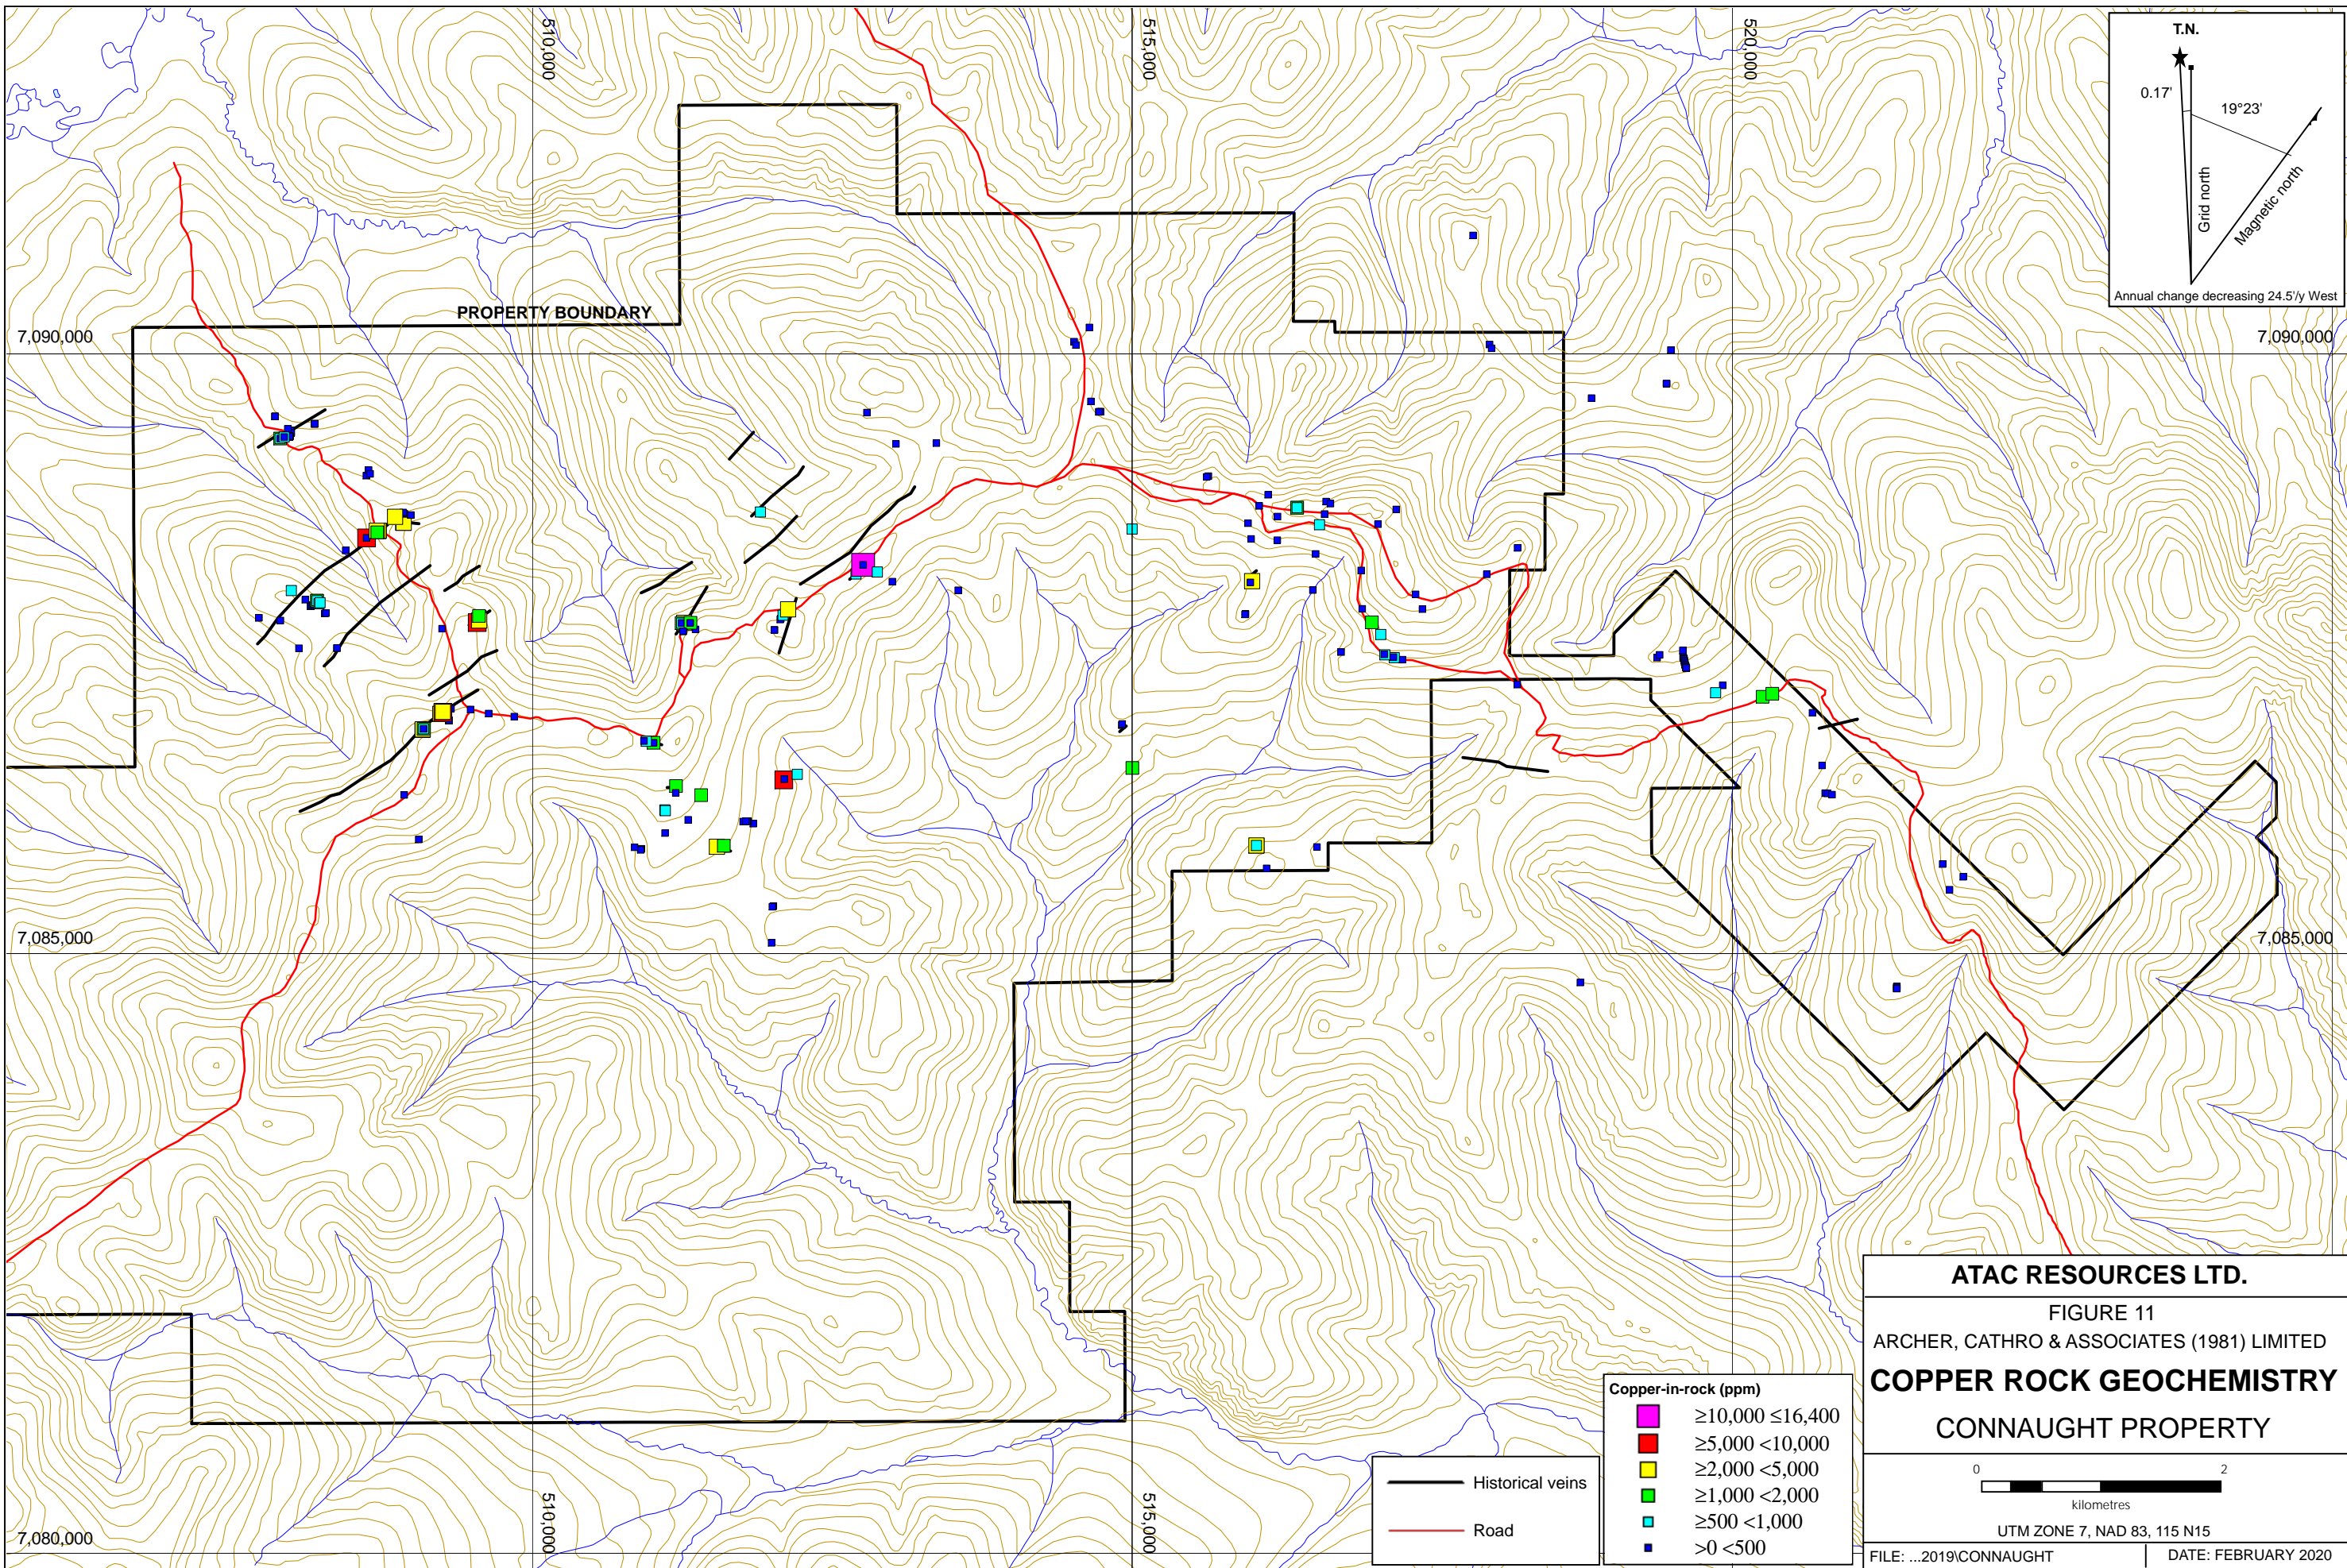 510,000
515,000
520,000
T.N.
0.17'
19°23'
Grid north
Magnetic north
Annual change decreasing 24.5'/y West
PROPERTY BOUNDARY
7,090,000
7,090,000
7,085,000
7,085,000
7,080,000
510,000
515,000
Historical veins
Road
Copper-in-rock (ppm)
≥10,000 ≤16,400
≥5,000 <10,000
≥2,000 <5,000
≥1,000 <2,000
≥500 <1,000
>0 <500
ATAC RESOURCES LTD.
FIGURE 11
ARCHER, CATHRO & ASSOCIATES (1981) LIMITED
COPPER ROCK GEOCHEMISTRY
CONNAUGHT PROPERTY
0 2
kilometres
UTM ZONE 7, NAD 83, 115 N15
FILE: ...2019\CONNAUGHT DATE: FEBRUARY 2020